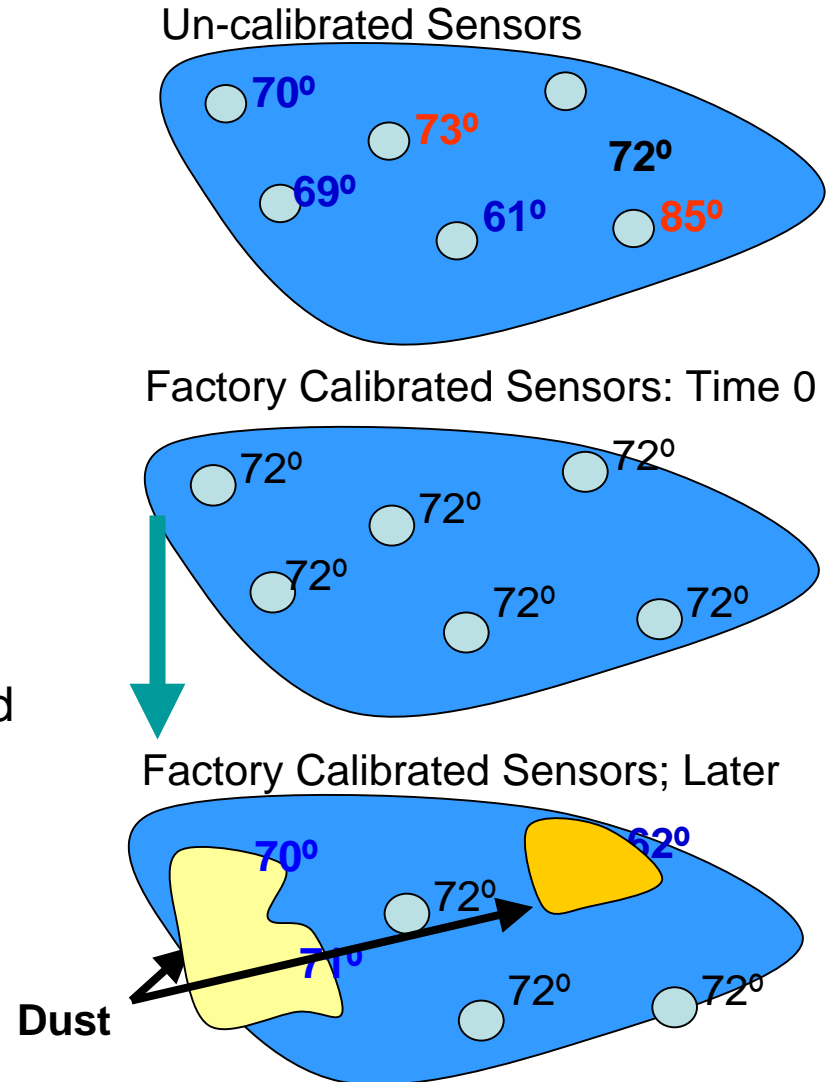 Un-calibrated Sensors
70º
73º
72º
69º
61º
85º
Factory Calibrated Sensors: Time 0
72º
72º
72º
72º
72º
72º
d
Factory Calibrated Sensors; Later
70º
62º
72º
71º
72º
72º
Dust